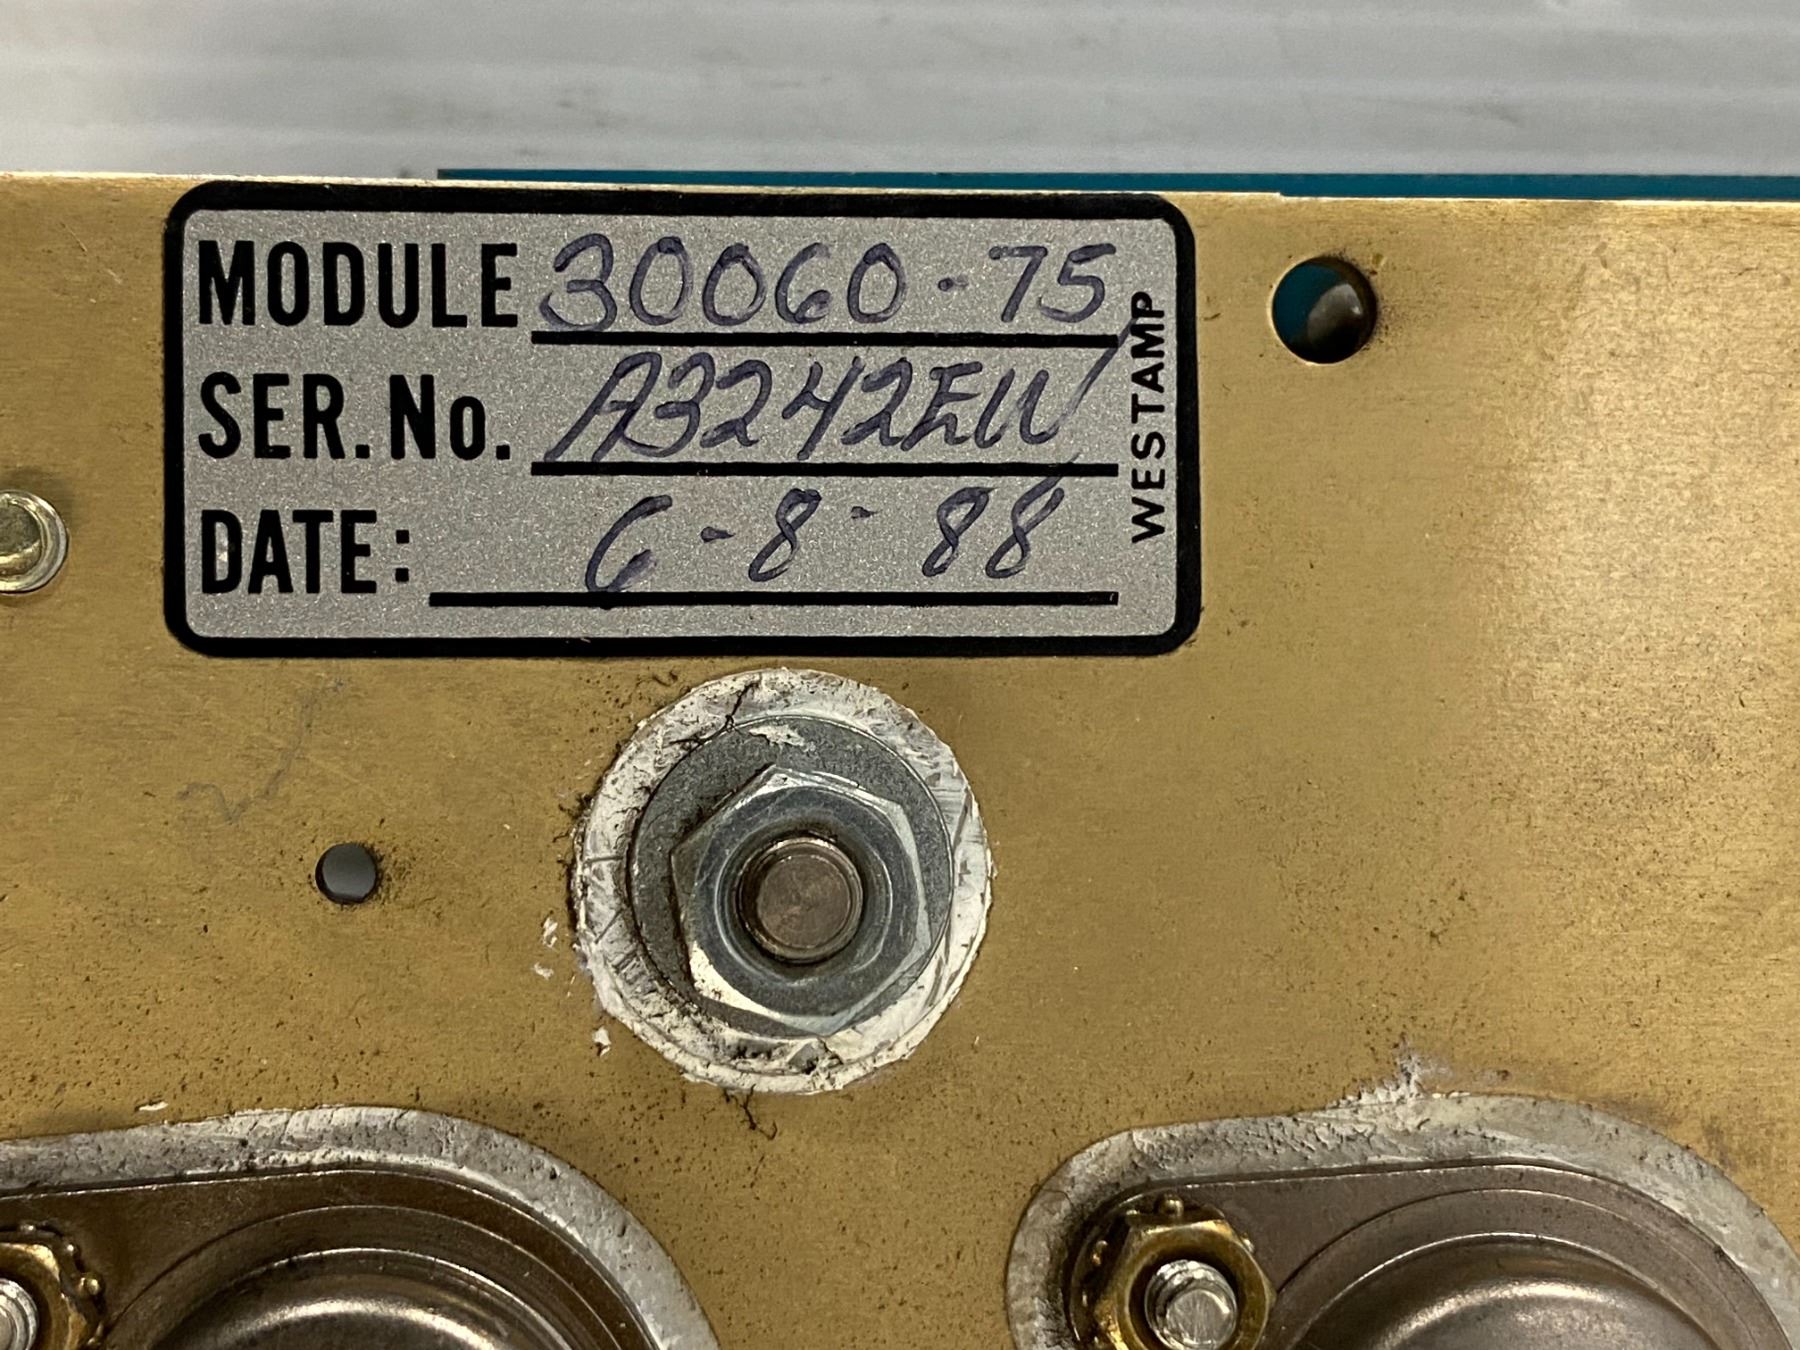 MODULE 30060-75
SER. No. A3242EW
DATE: 6-8-88
WESTAMP